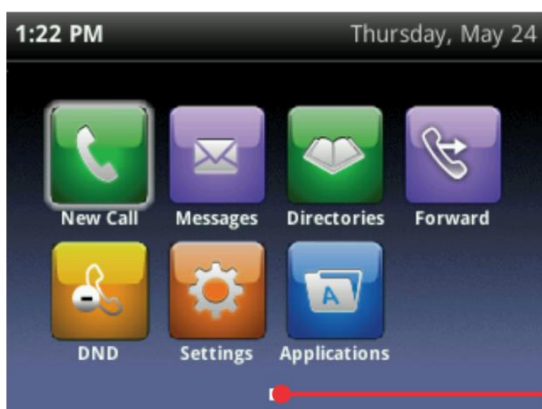 1:22 PM Thursday, May 24
New Call Messages Directories Forward
DND Settings A Applications